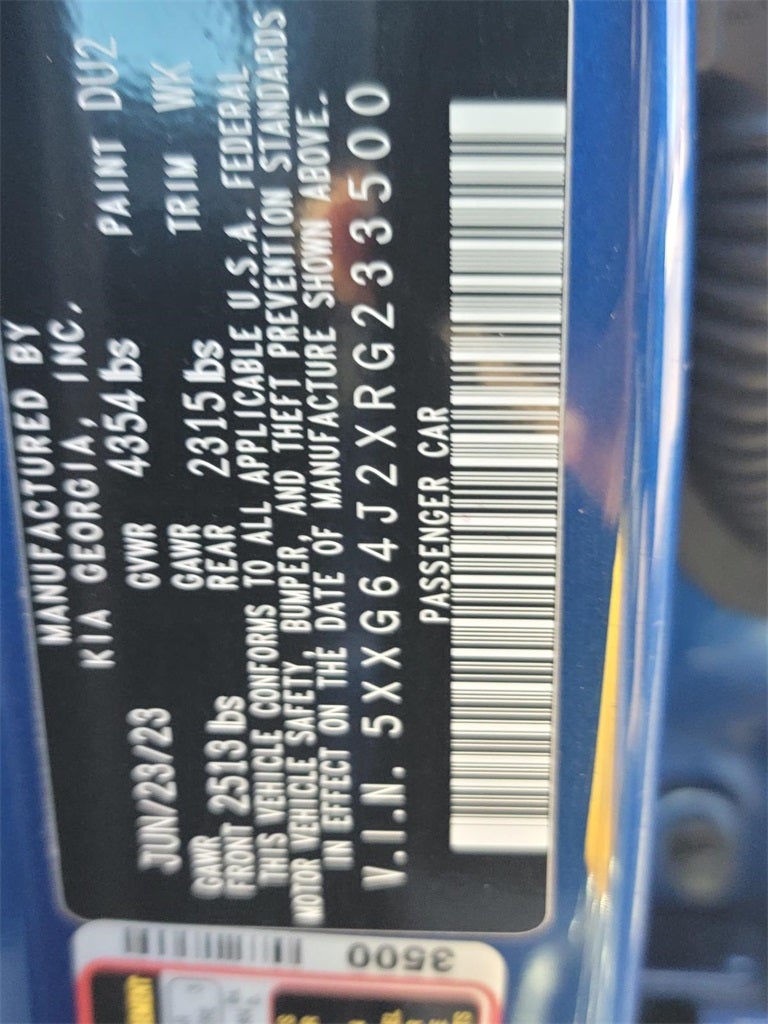 MANUFACTURED BY
KIA GEORGIA, INC.
JUN/23/23 GVWR 4354 lbs PAINT DU2
GAWR FRONT 2513 lbs GAWR REAR 2315 lbs TRIM WK
THIS VEHICLE CONFORMS TO ALL APPLICABLE U.S.A. FEDERAL
MOTOR VEHICLE SAFETY, BUMPER, AND THEFT PREVENTION STANDARDS
IN EFFECT ON THE DATE OF MANUFACTURE SHOWN ABOVE.
V.I.N. 5XXG64J2XRG233500
PASSENGER CAR
3500